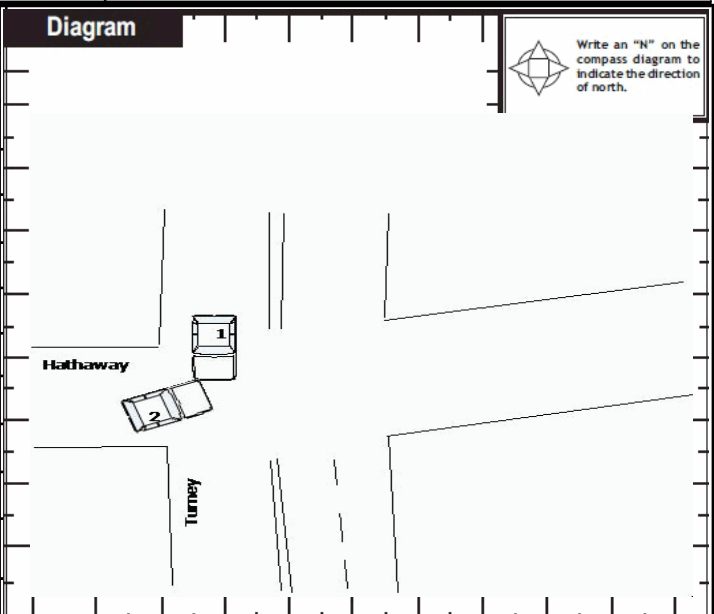 Diagram
Write an “N” on the
compass diagram to
indicate the direction
of north.
1
Hathaway
2
Turney